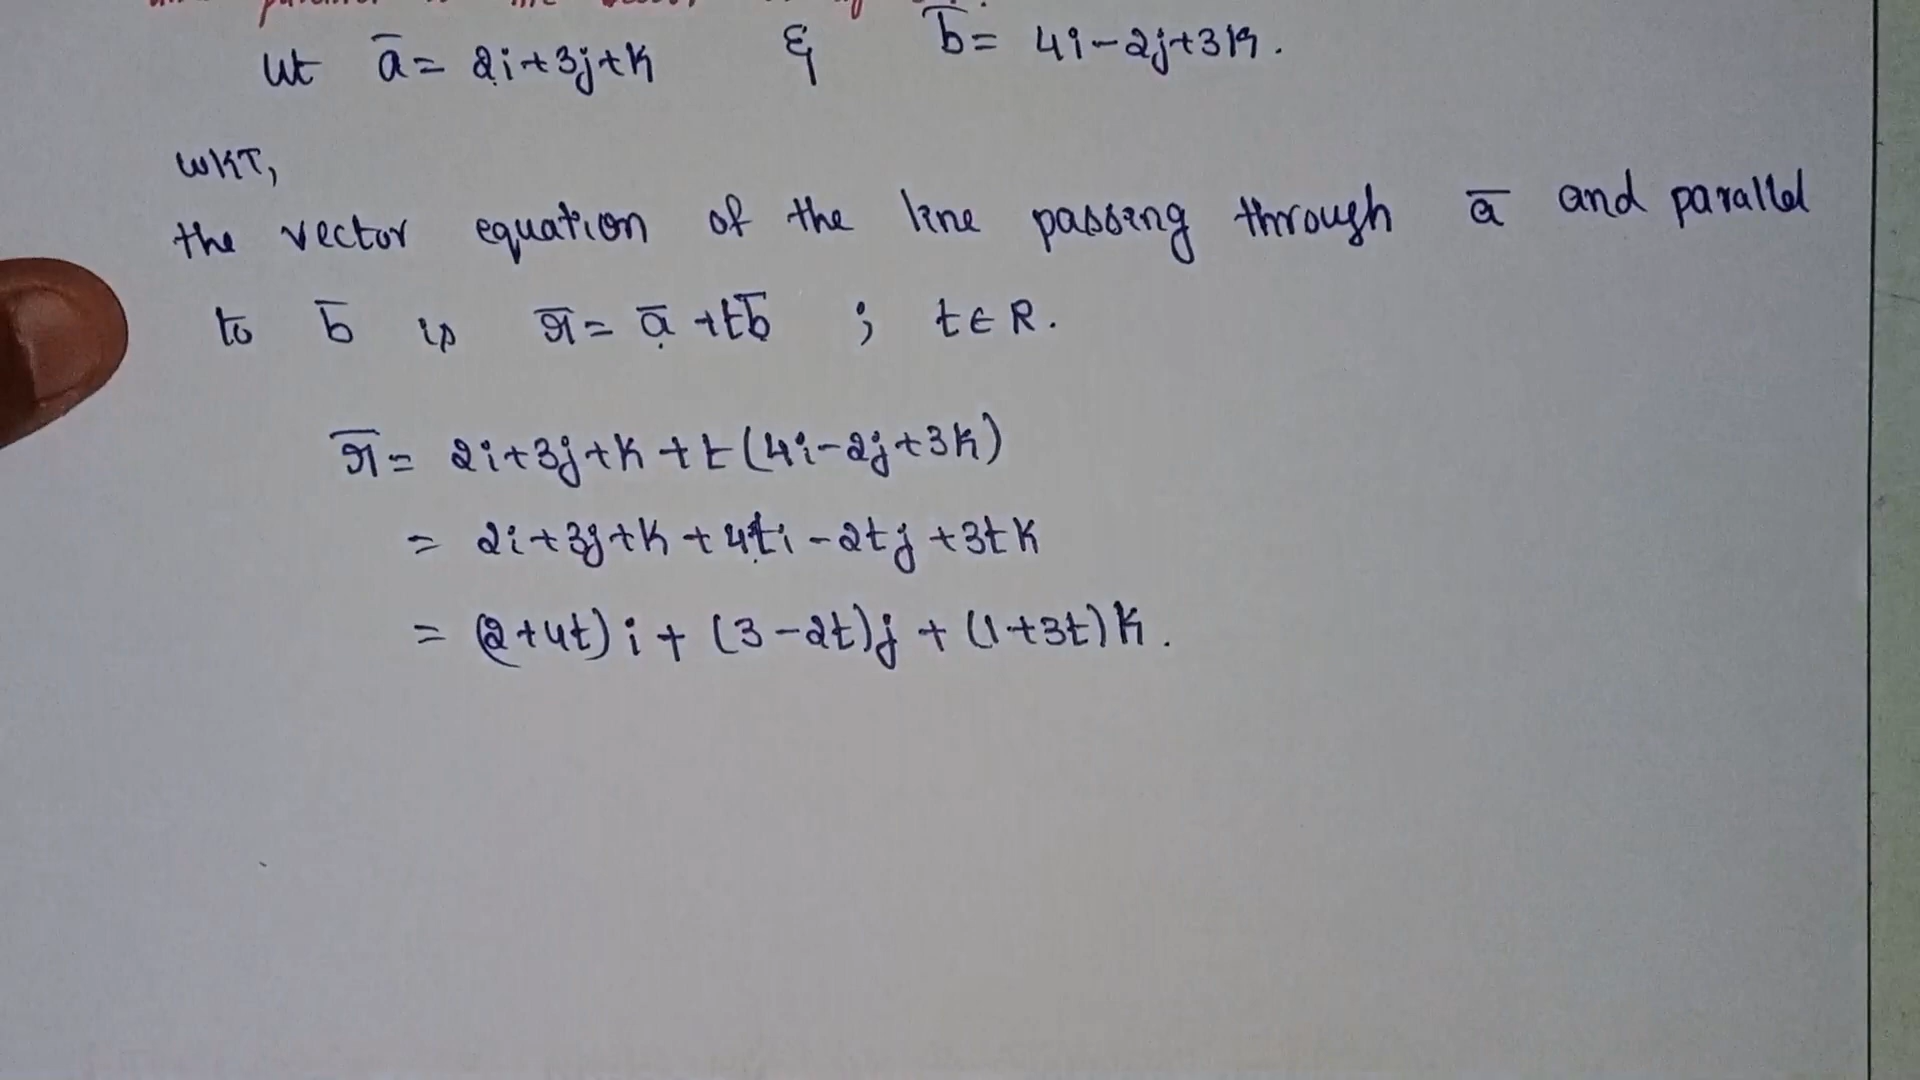 Let a̅ = 2i+3j+k & b̅ = 4i-2j+3k.
WKT,
the vector equation of the line passing through a̅ and parallel
to b̅ is r̅ = a̅ +tb̅ ; t∈R.
r̅ = 2i+3j+k+t(4i-2j+3k)
= 2i+3j+k+4ti-2tj+3tk
= (2+4t)i+(3-2t)j+(1+3t)k.